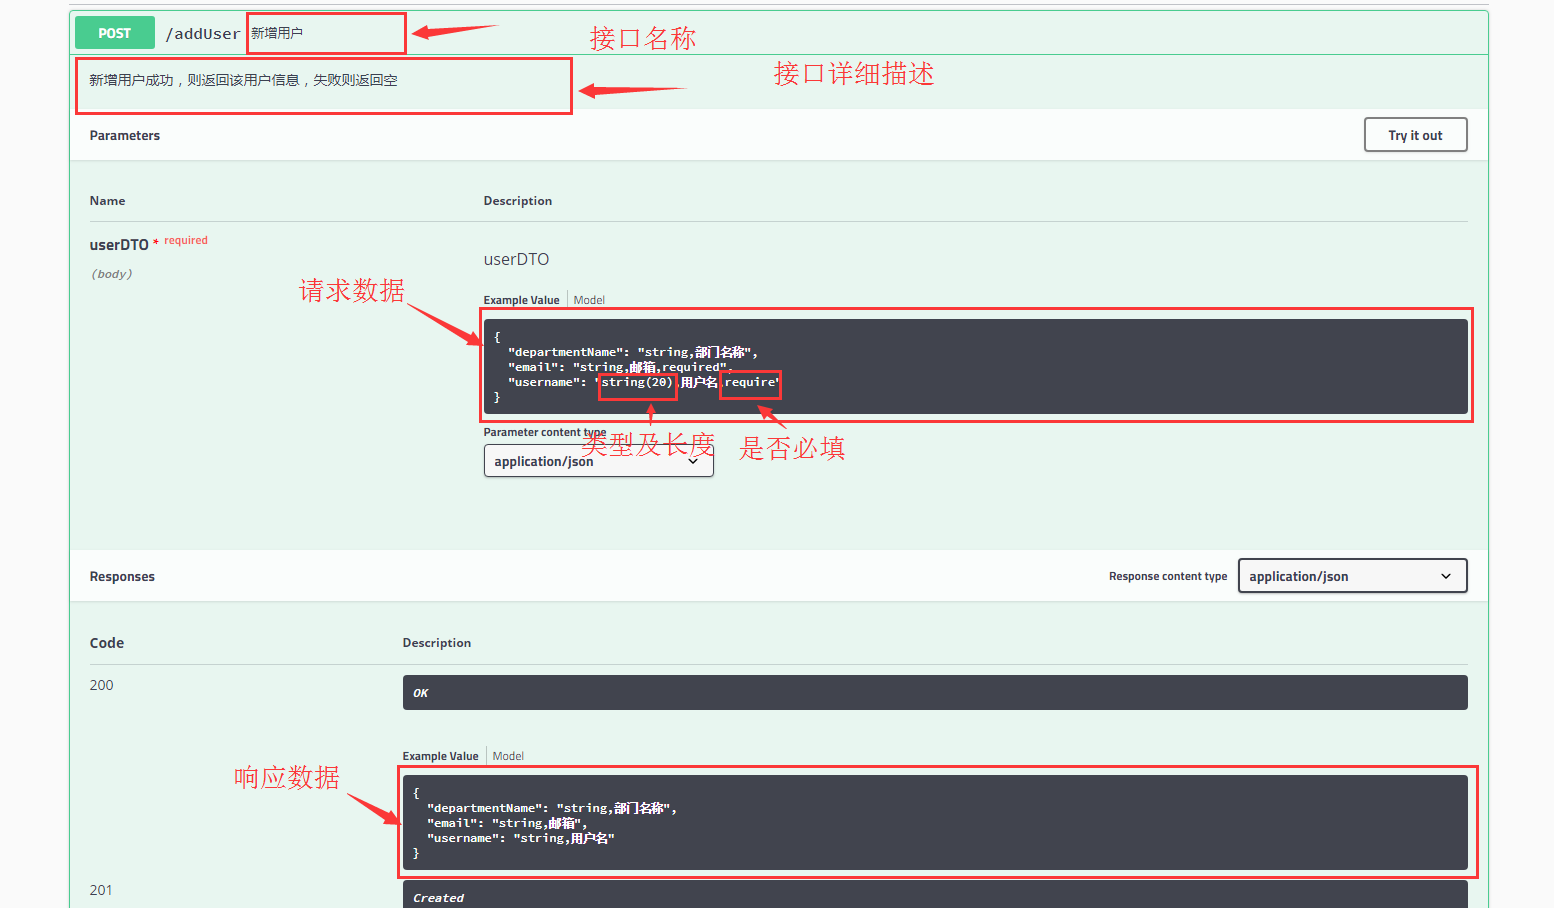 POST /addUser 新增用户
接口名称
新增用户成功，则返回该用户信息，失败则返回空
接口详细描述
Parameters
Try it out
Name
Description
userDTO * required
(body)
userDTO
请求数据
Example Value
Model
{
"departmentName": "string,部门名称",
"email": "string,邮箱,required",
"username": "string(20),用户名,require"
}
Parameter content type
类型及长度
是否必填
application/json
Responses
Response content type
application/json
Code
Description
200
OK
Example Value
Model
响应数据
{
"departmentName": "string,部门名称",
"email": "string,邮箱",
"username": "string,用户名"
}
201
Created